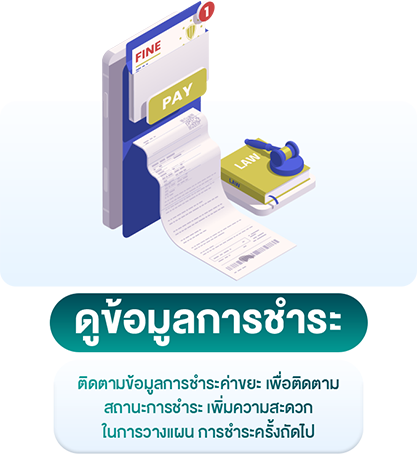 1
FINE
PAY
LAW
LAW
ดูข้อมูลการชำระ
ติดตามข้อมูลการชำระค่าขยะ เพื่อติดตาม
สถานะการชำระ เพิ่มความสะดวก
ในการวางแผน การชำระครั้งถัดไป